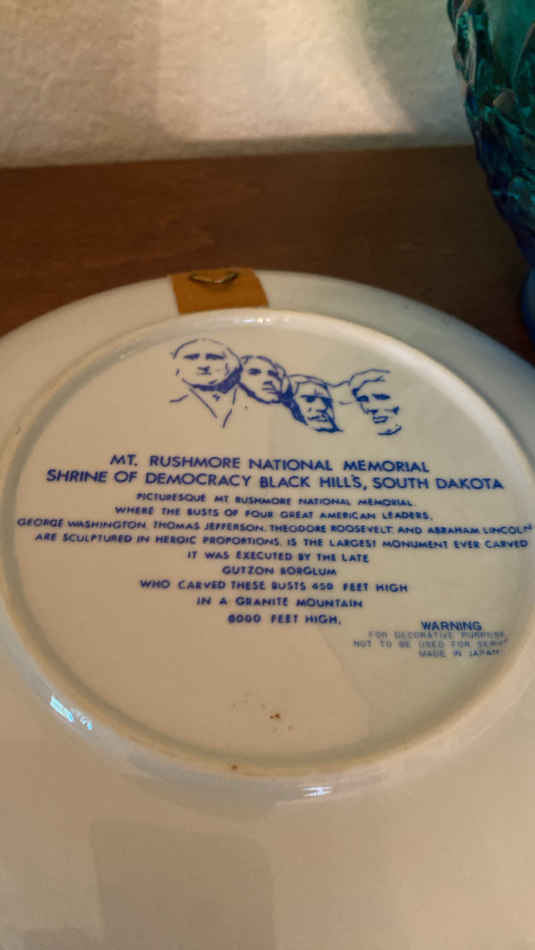 MT. RUSHMORE NATIONAL MEMORIAL
SHRINE OF DEMOCRACY BLACK HILL'S, SOUTH DAKOTA
PICTURESQUE MT RUSHMORE NATIONAL MEMORIAL
WHERE THE BUSTS OF FOUR GREAT AMERICAN LEADERS,
GEORGE WASHINGTON, THOMAS JEFFERSON, THEODORE ROOSEVELT, AND ABRAHAM LINCOLN
ARE SCULPTURED IN HEROIC PROPORTIONS, IS THE LARGEST MONUMENT EVER CARVED
IT WAS EXECUTED BY THE LATE
GUTZON BORGLUM
WHO CARVED THESE BUSTS 450 FEET HIGH
IN A GRANITE MOUNTAIN
6000 FEET HIGH,
WARNING
FOR DECORATIVE PURPOSE,
NOT TO BE USED FOR
MADE IN JAPAN